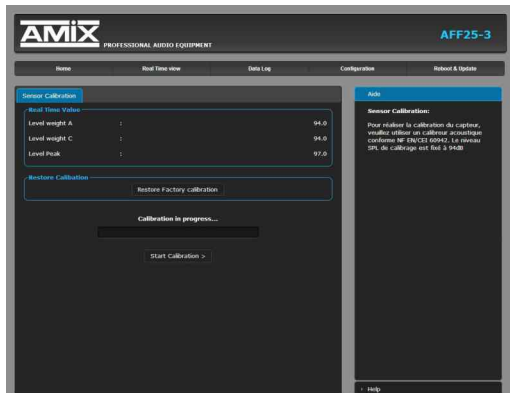 AMiX
PROFESSIONAL AUDIO EQUIPMENT
AFF25-3
Home Real Time view Data Log Configuration Reboot & Update
Sensor Calibration
Real Time Value
Level weight A : 94.0
Level weight C : 94.0
Level Peak : 97.0
Restore Calibration
Restore Factory calibration
Calibration in progress...
Start Calibration >
Aide
Sensor Calibration:
Pour réaliser la calibration du capteur,
veuillez utiliser un calibreur acoustique
conforme NF EN/CEI 60942. Le niveau
SPL de calibrage est fixé à 94dB
› Help